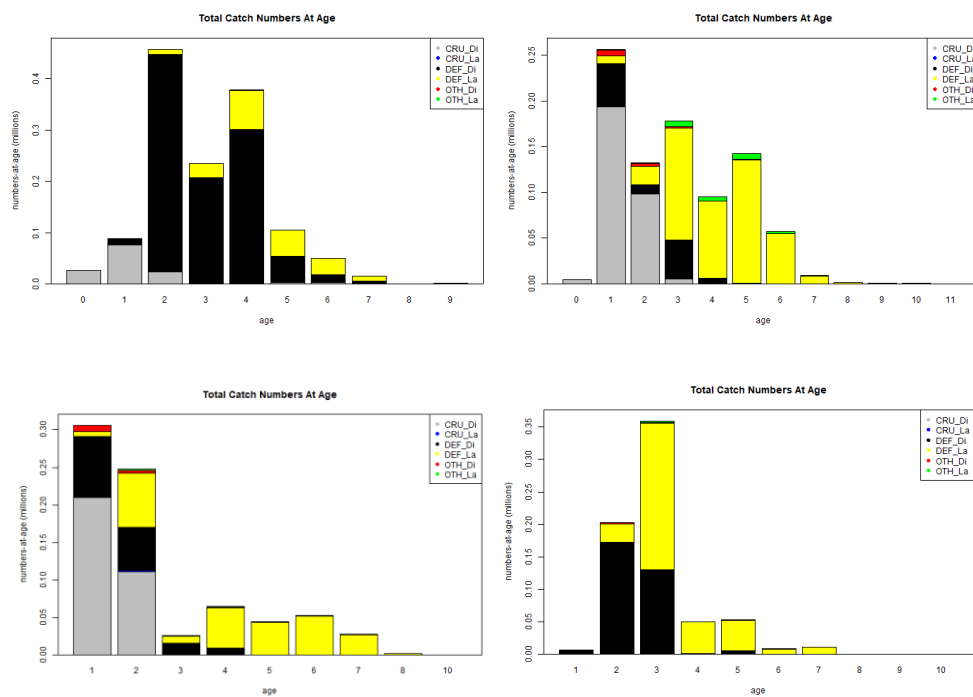 Total Catch Numbers At Age
numbers-at-age (millions)
0.0 0.1 0.2 0.3 0.4
CRU_Di
CRU_La
DEF_Di
DEF_La
OTH_Di
OTH_La
0 1 2 3 4 5 6 7 8 9
age
Total Catch Numbers At Age
numbers-at-age (millions)
0.00 0.05 0.10 0.15 0.20 0.25
CRU_Di
CRU_La
DEF_Di
DEF_La
OTH_Di
OTH_La
0 1 2 3 4 5 6 7 8 9 10 11
age
Total Catch Numbers At Age
numbers-at-age (millions)
0.00 0.05 0.10 0.15 0.20 0.25 0.30
CRU_Di
CRU_La
DEF_Di
DEF_La
OTH_Di
OTH_La
1 2 3 4 5 6 7 8 10
age
Total Catch Numbers At Age
numbers-at-age (millions)
0.00 0.05 0.10 0.15 0.20 0.25 0.30 0.35
CRU_Di
CRU_La
DEF_Di
DEF_La
OTH_Di
OTH_La
1 2 3 4 5 6 7 8 9 10
age